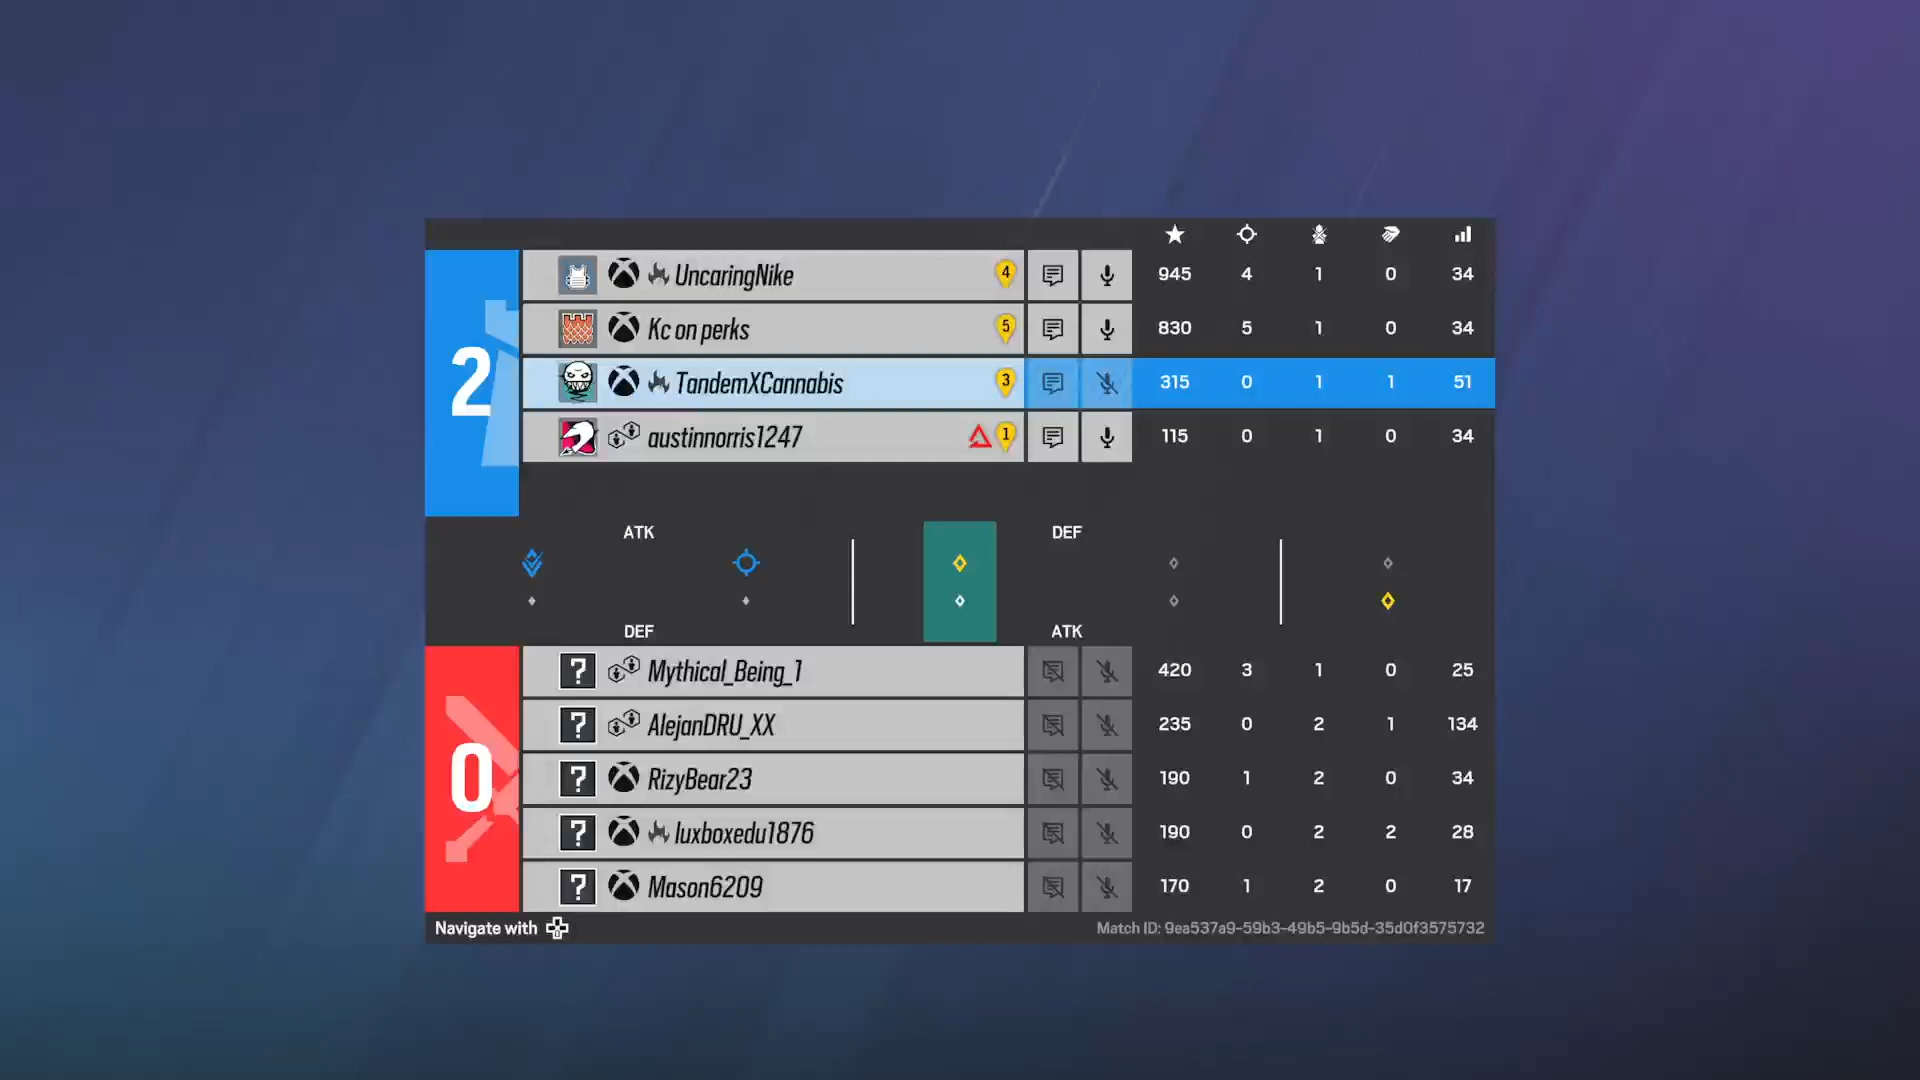 2
UncaringNike 4 945 4 1 0 34
Kc on perks 5 830 5 1 0 34
TandemXCannabis 3 315 0 1 1 51
austinnorris1247 1 115 0 1 0 34
ATK DEF
DEF ATK
0
? Mythical_Being_1 420 3 1 0 25
? AlejanDRU_XX 235 0 2 1 134
? RizyBear23 190 1 2 0 34
? luxboxedu1876 190 0 2 2 28
? Mason6209 170 1 2 0 17
Navigate with Match ID: 9ea537a9-59b3-49b5-9b5d-35d0f3575732